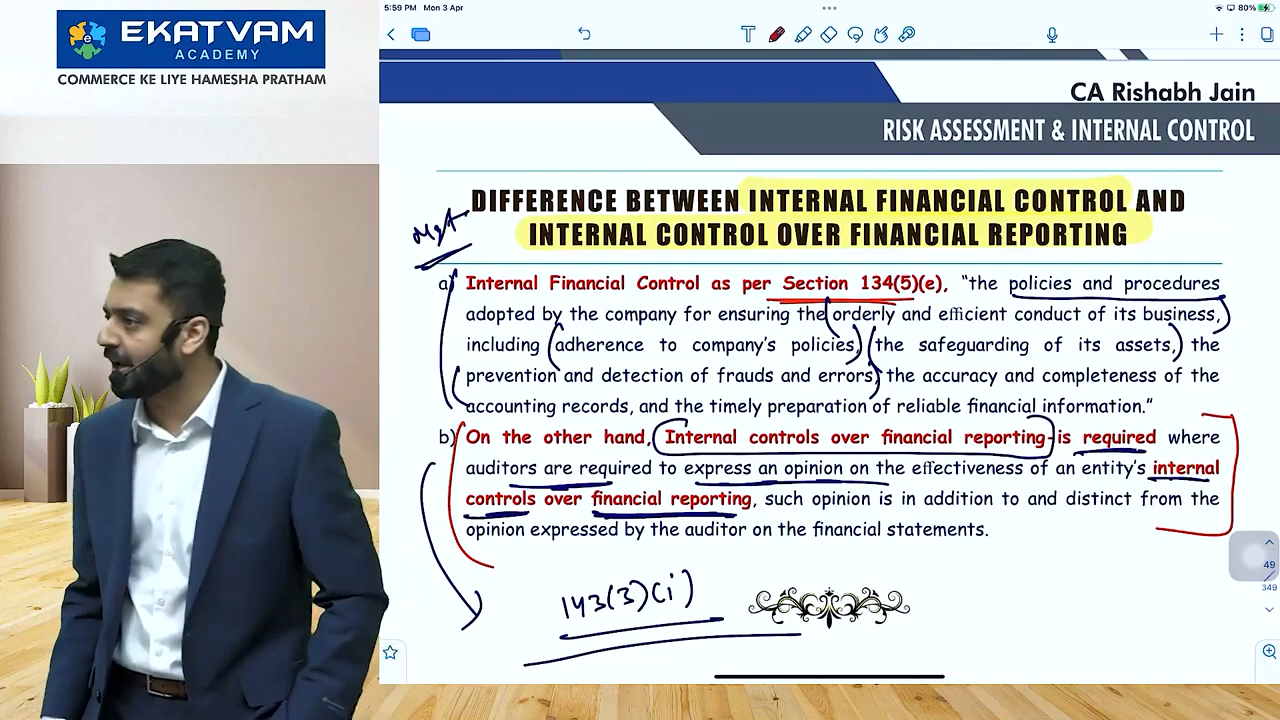 EKATVAM
ACADEMY
COMMERCE KE LIYE HAMESHA PRATHAM
5:59 PM Mon 3 Apr
80%
CA Rishabh Jain
RISK ASSESSMENT & INTERNAL CONTROL
DIFFERENCE BETWEEN INTERNAL FINANCIAL CONTROL AND
INTERNAL CONTROL OVER FINANCIAL REPORTING
Mgt
a) Internal Financial Control as per Section 134(5)(e), “the policies and procedures
adopted by the company for ensuring the orderly and efficient conduct of its business,
including adherence to company’s policies, the safeguarding of its assets, the
prevention and detection of frauds and errors, the accuracy and completeness of the
accounting records, and the timely preparation of reliable financial information.”
b) On the other hand, Internal controls over financial reporting is required where
auditors are required to express an opinion on the effectiveness of an entity’s internal
controls over financial reporting, such opinion is in addition to and distinct from the
opinion expressed by the auditor on the financial statements.
143(3)(i)
49
349